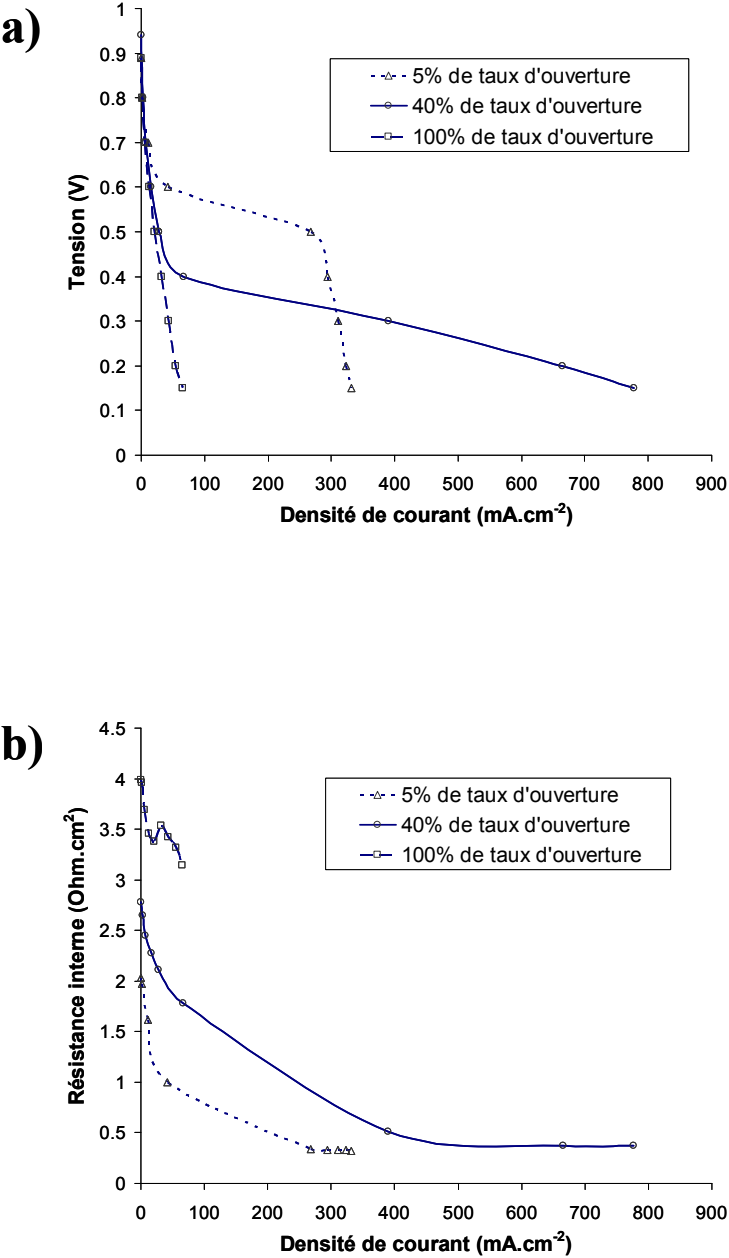 a)
1
0.9
0.8
0.7
0.6
0.5
0.4
0.3
0.2
0.1
0
Tension (V)
5% de taux d'ouverture
40% de taux d'ouverture
100% de taux d'ouverture
0 100 200 300 400 500 600 700 800 900
Densité de courant (mA.cm-2)
b)
4.5
4
3.5
3
2.5
2
1.5
1
0.5
0
Résistance interne (Ohm.cm2)
5% de taux d'ouverture
40% de taux d'ouverture
100% de taux d'ouverture
0 100 200 300 400 500 600 700 800 900
Densité de courant (mA.cm-2)